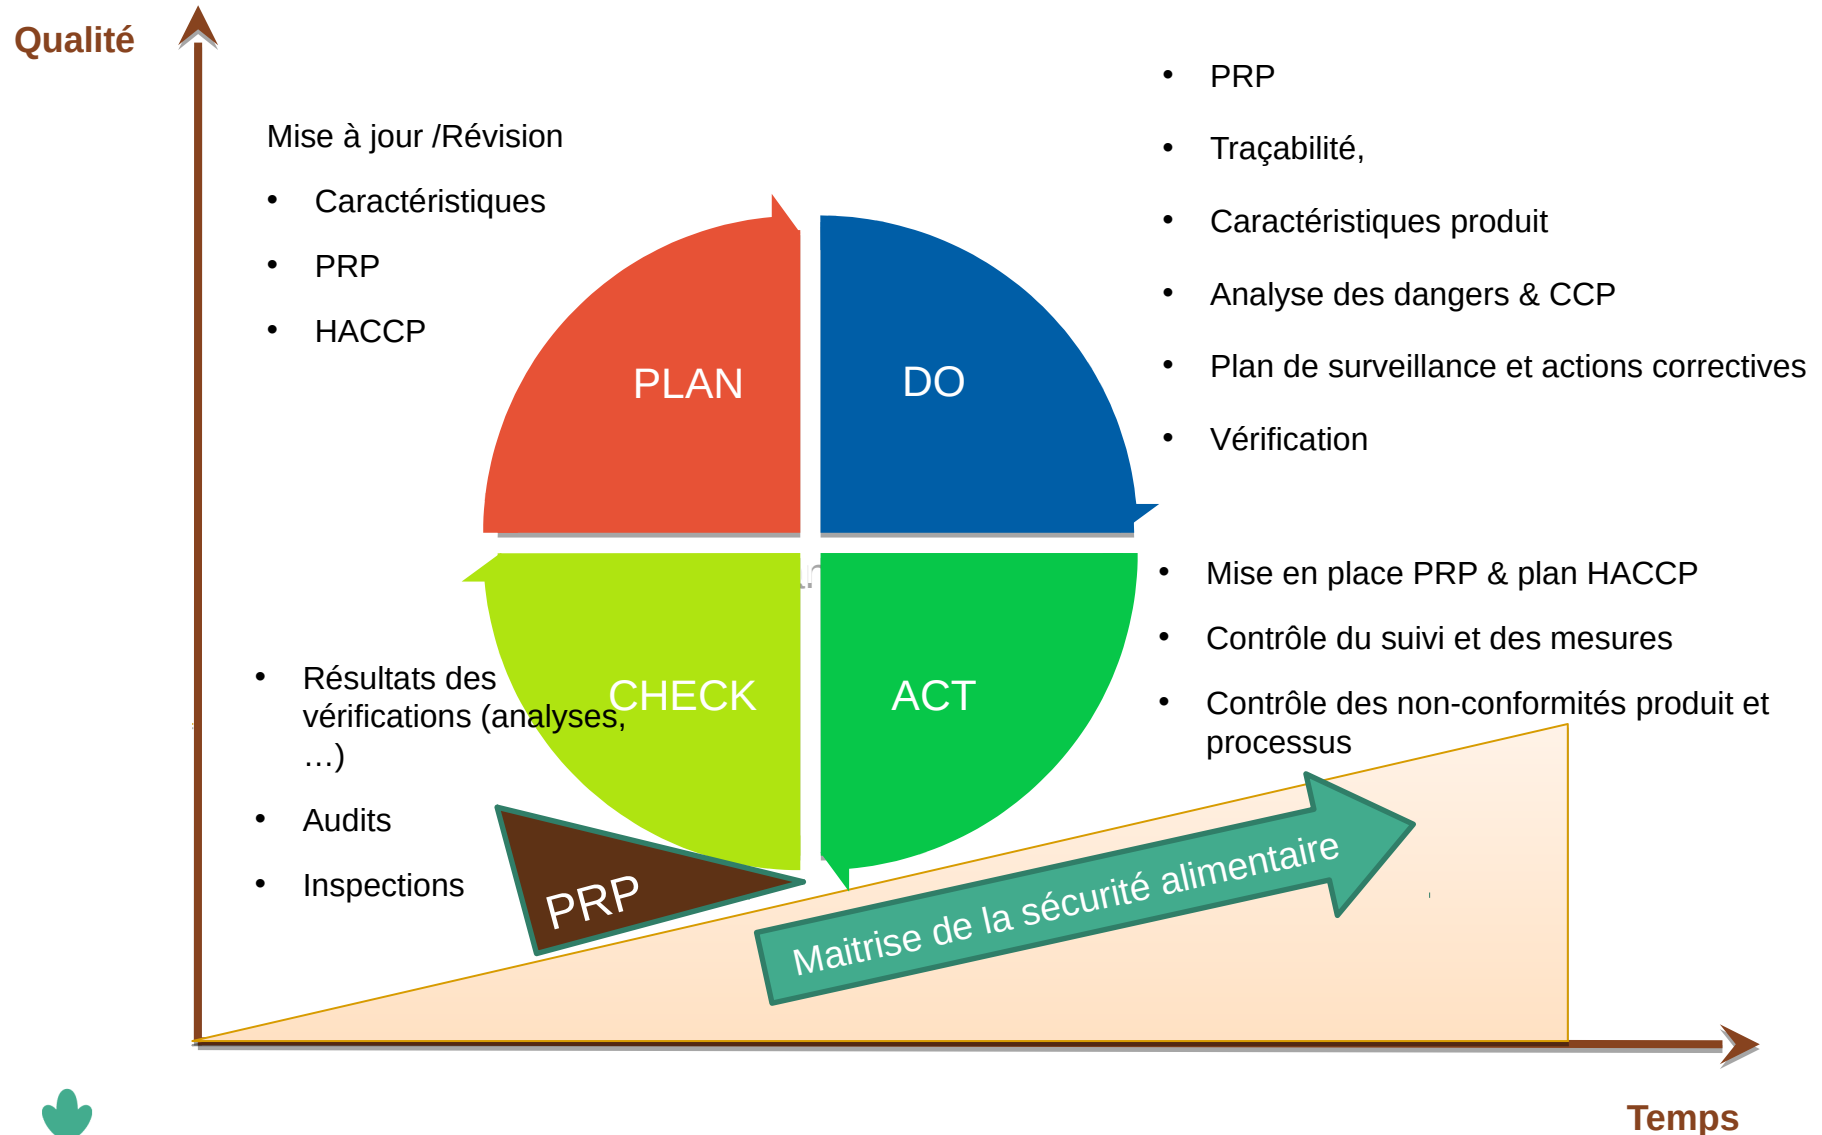 Qualité
Mise à jour /Révision
• Caractéristiques
• PRP
• HACCP
• PRP
• Traçabilité,
• Caractéristiques produit
• Analyse des dangers & CCP
• Plan de surveillance et actions correctives
• Vérification
PLAN
DO
CHECK
ACT
• Mise en place PRP & plan HACCP
• Contrôle du suivi et des mesures
• Contrôle des non-conformités produit et
processus
• Résultats des
vérifications (analyses,
…)
• Audits
• Inspections
PRP
Maitrise de la sécurité alimentaire
Temps